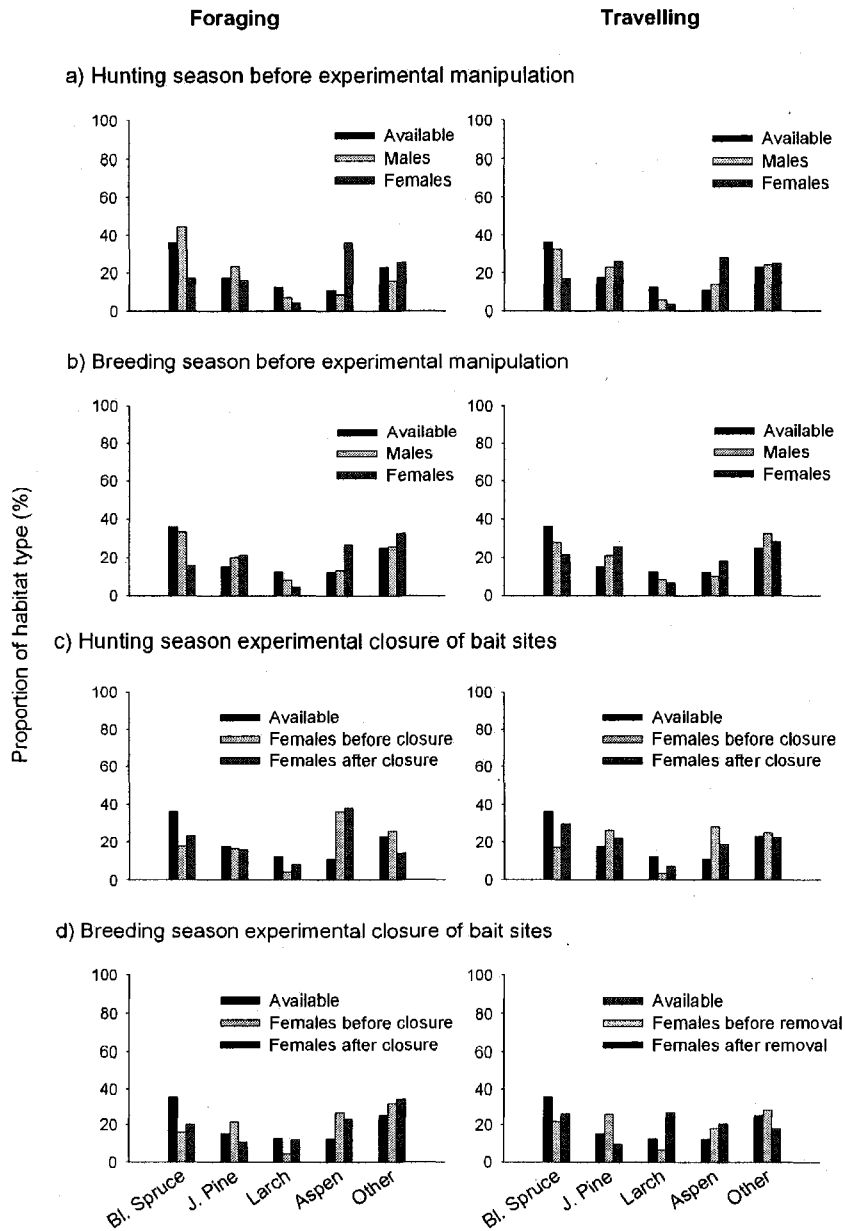 Foraging
Travelling
a) Hunting season before experimental manipulation
100
80
60
40
20
0
Available
Males
Females
100
80
60
40
20
0
Available
Males
Females
b) Breeding season before experimental manipulation
100
80
60
40
20
0
Available
Males
Females
100
80
60
40
20
0
Available
Males
Females
Proportion of habitat type (%)
c) Hunting season experimental closure of bait sites
100
80
60
40
20
0
Available
Females before closure
Females after closure
100
80
60
40
20
0
Available
Females before closure
Females after closure
d) Breeding season experimental closure of bait sites
100
80
60
40
20
0
Available
Females before closure
Females after closure
100
80
60
40
20
0
Available
Females before removal
Females after removal
Bl. Spruce
J. Pine
Larch
Aspen
Other
Bl. Spruce
J. Pine
Larch
Aspen
Other